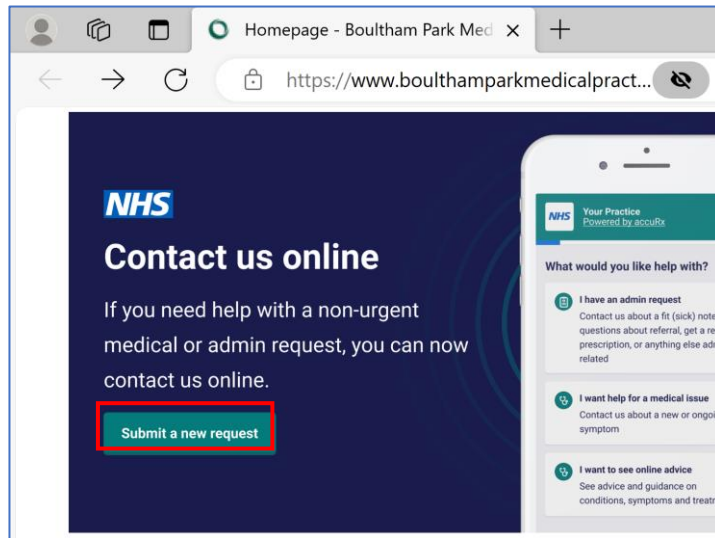 Homepage - Boultham Park Med
https://www.boulthamparkmedicalpract...
NHS
Contact us online
If you need help with a non-urgent
medical or admin request, you can now
contact us online.
Submit a new request
NHS
Your Practice
Powered by accuRx
What would you like help with?
I have an admin request
Contact us about a fit (sick) note
questions about referral, get a re
prescription, or anything else adm
related
I want help for a medical issue
Contact us about a new or ongoi
symptom
I want to see online advice
See advice and guidance on
conditions, symptoms and treatm